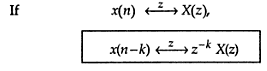 If x(n) ⟷ᶻ X(z),
x(n−k) ⟷ᶻ z⁻ᵏ X(z)